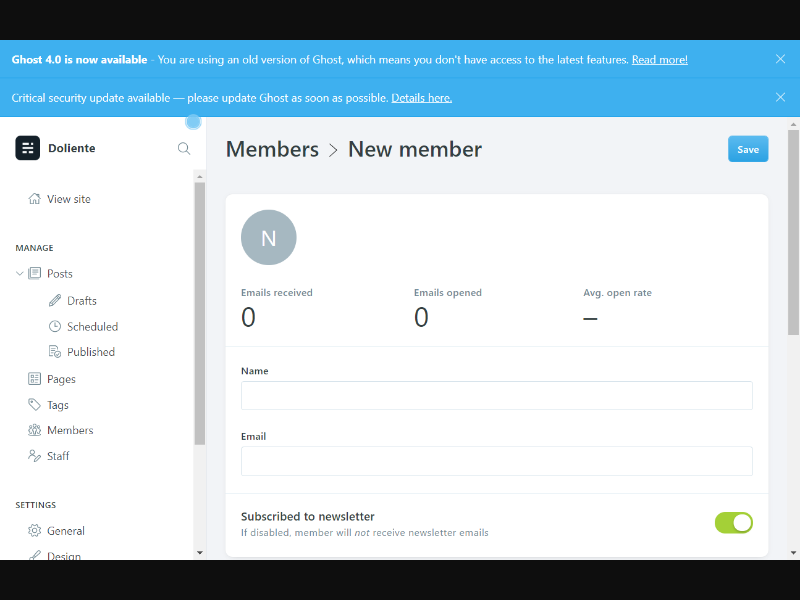 Ghost 4.0 is now available - You are using an old version of Ghost, which means you don't have access to the latest features. Read more!
Critical security update available — please update Ghost as soon as possible. Details here.
Doliente
Members > New member
Save
View site
MANAGE
Posts
Drafts
Scheduled
Published
Pages
Tags
Members
Staff
SETTINGS
General
Design
N
Emails received
Emails opened
Avg. open rate
0
0
–
Name
Email
Subscribed to newsletter
If disabled, member will not receive newsletter emails